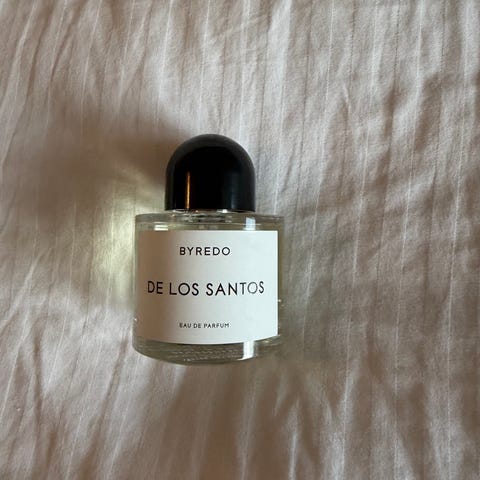 BYREDO
DE LOS SANTOS
EAU DE PARFUM